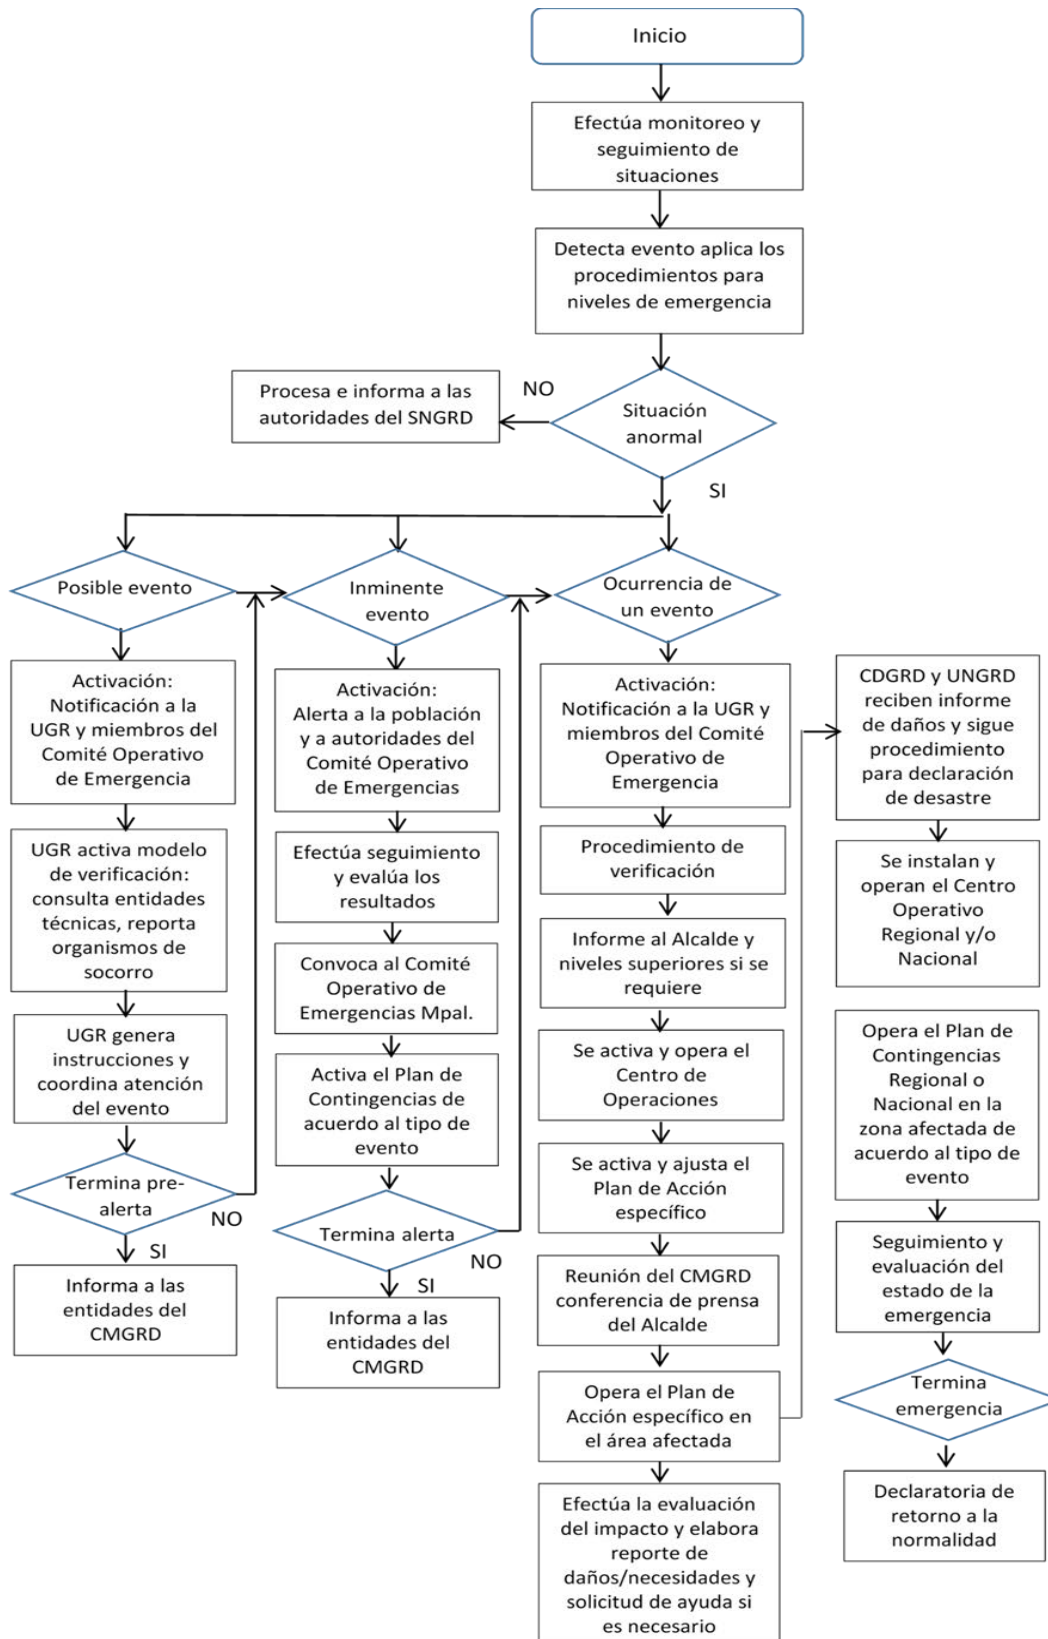 Inicio
Efectúa monitoreo y
seguimiento de
situaciones
Detecta evento aplica los
procedimientos para
niveles de emergencia
Situación
anormal
NO
Procesa e informa a las
autoridades del SNGRD
SI
Posible evento
Activación:
Notificación a la
UGR y miembros del
Comité Operativo
de Emergencia
UGR activa modelo
de verificación:
consulta entidades
técnicas, reporta
organismos de
socorro
UGR genera
instrucciones y
coordina atención
del evento
Termina pre-
alerta
NO
SI
Informa a las
entidades del
CMGRD
Inminente
evento
Activación:
Alerta a la población
y a autoridades del
Comité Operativo
de Emergencias
Efectúa seguimiento
y evalúa los
resultados
Convoca al Comité
Operativo de
Emergencias Mpal.
Activa el Plan de
Contingencias de
acuerdo al tipo de
evento
Termina alerta
NO
SI
Informa a las
entidades del
CMGRD
Ocurrencia de
un evento
Activación:
Notificación a la UGR y
miembros del Comité
Operativo de
Emergencia
Procedimiento de
verificación
Informe al Alcalde y
niveles superiores si se
requiere
Se activa y opera el
Centro de
Operaciones
Se activa y ajusta el
Plan de Acción
específico
Reunión del CMGRD
conferencia de prensa
del Alcalde
Opera el Plan de
Acción específico en
el área afectada
Efectúa la evaluación
del impacto y elabora
reporte de
daños/necesidades y
solicitud de ayuda si
es necesario
CDGRD y UNGRD
reciben informe
de daños y sigue
procedimiento
para declaración
de desastre
Se instalan y
operan el Centro
Operativo
Regional y/o
Nacional
Opera el Plan de
Contingencias
Regional o
Nacional en la
zona afectada de
acuerdo al tipo de
evento
Seguimiento y
evaluación del
estado de la
emergencia
Termina
emergencia
Declaratoria de
retorno a la
normalidad